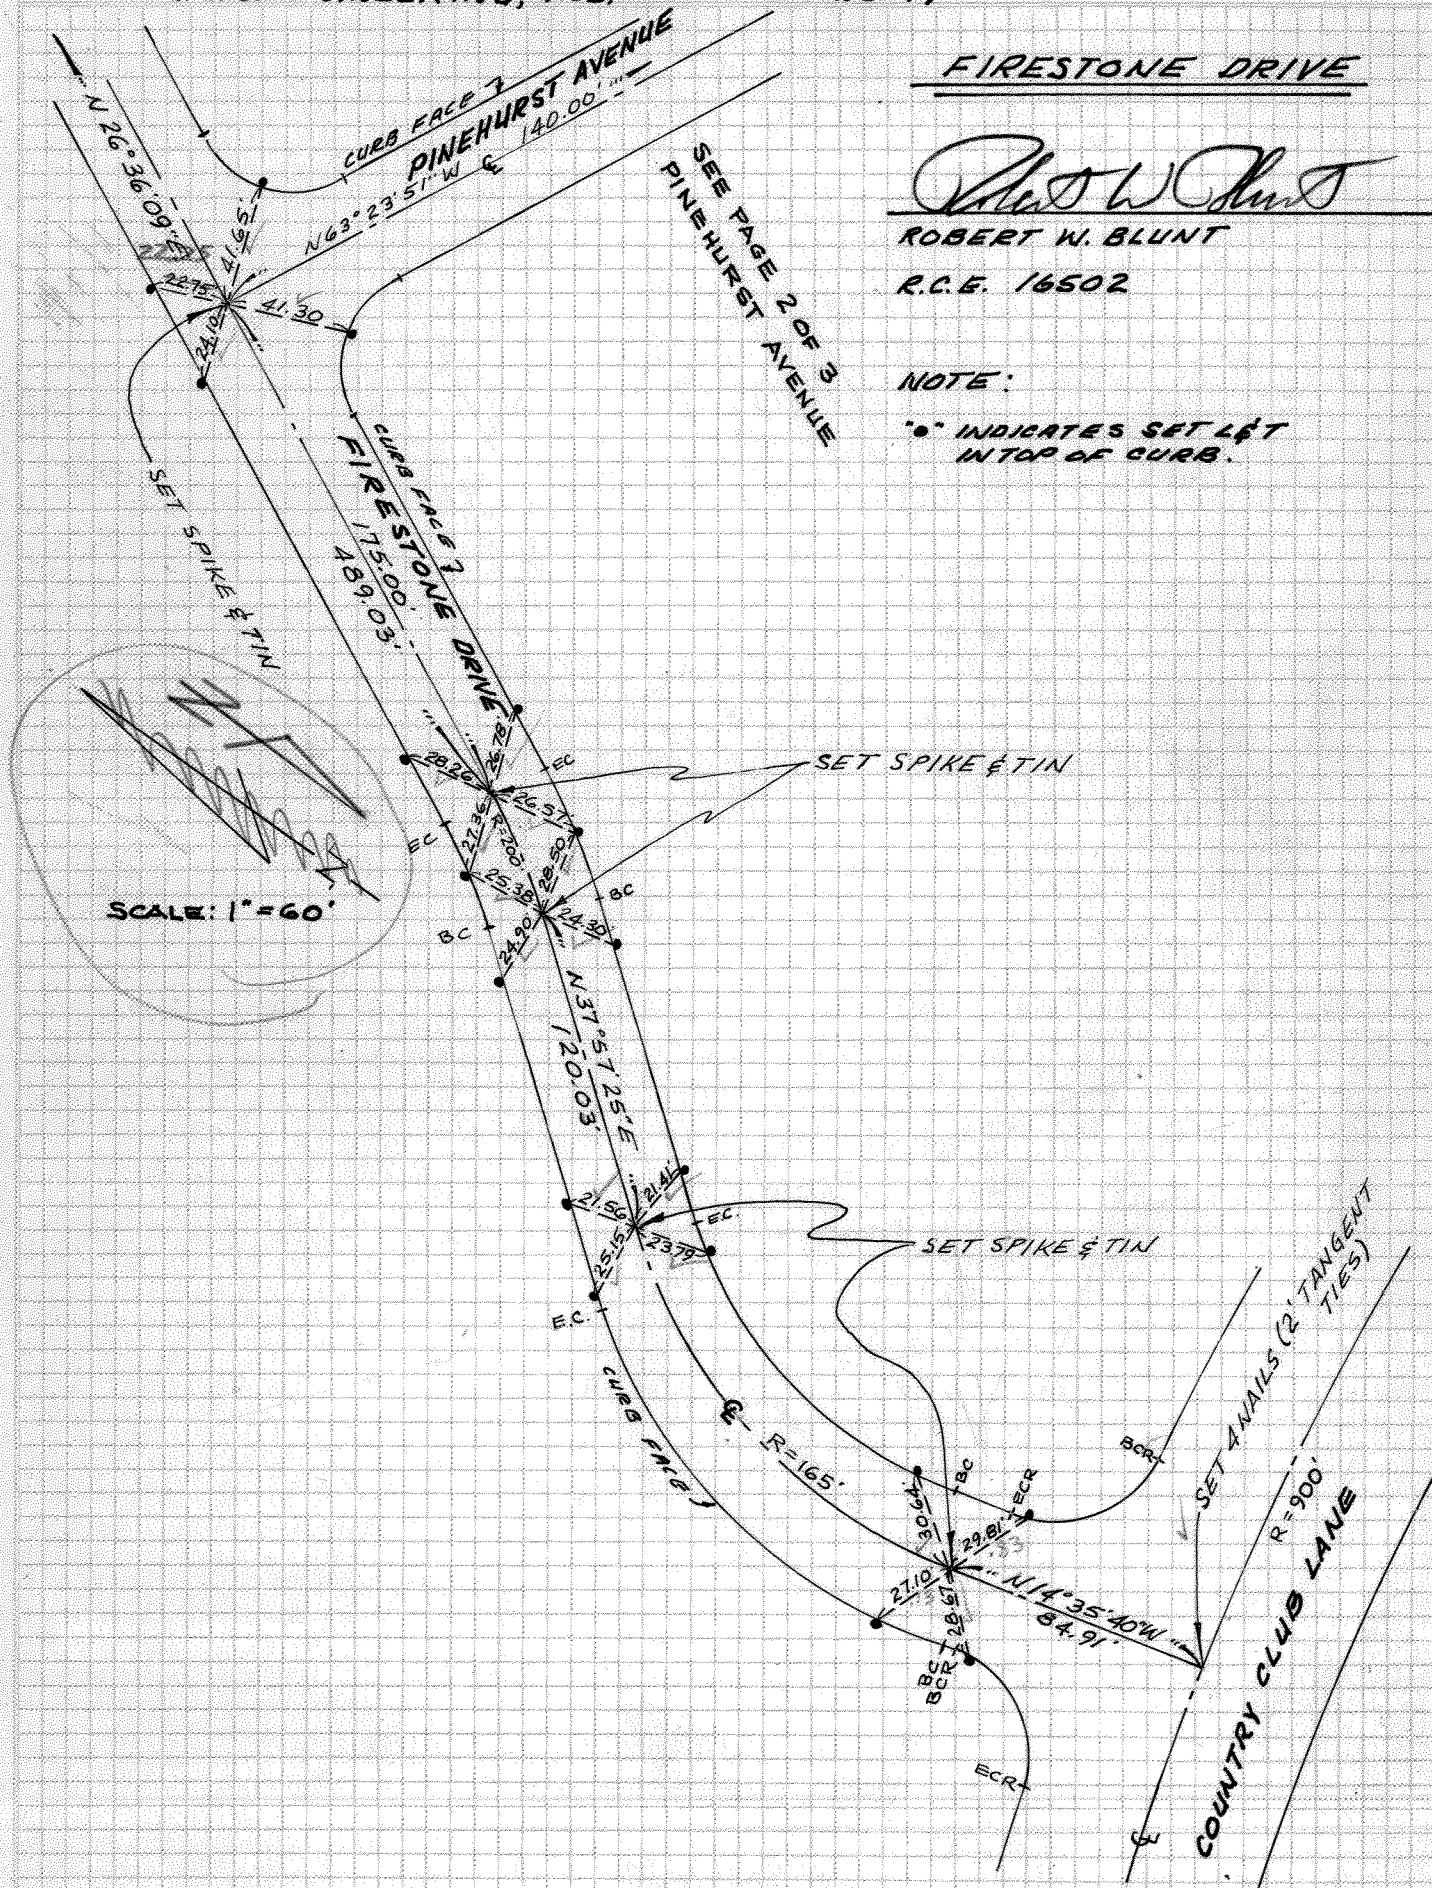 FIRESTONE DRIVE
ROBERT W. BLUNT
R.C.E. 16502
NOTE:
"●" INDICATES SET L&T
IN TOP OF CURB.
CURB FACE
PINEHURST AVENUE
140.00'
N63°23'51"W ℄
SEE PAGE 2 OF 3
PINEHURST AVENUE
N 26°36'09"E
41.65'
22.75
41.30
24.10
SET SPIKE & TIN
CURB FACE
FIRESTONE DRIVE
175.00'
489.03'
SCALE: 1"=60'
26.78'
28.26
EC
SET SPIKE & TIN
26.57
27.36
R=200'
EC
28.50
25.38
BC
24.30'
BC
24.90'
N37°57'25"E
120.03'
21.41'
21.56
EC.
23.79
25.15
SET SPIKE & TIN
E.C.
CURB FACE
℄
R=165'
SET 4 NAILS (2' TANGENT
TIES)
BCR
BC
ECR
30.64'
29.81'
.83
27.10
28.67
N14°35'40"W
84.91'
BC
BCR
ECR
R=900'
COUNTRY CLUB LANE
℄